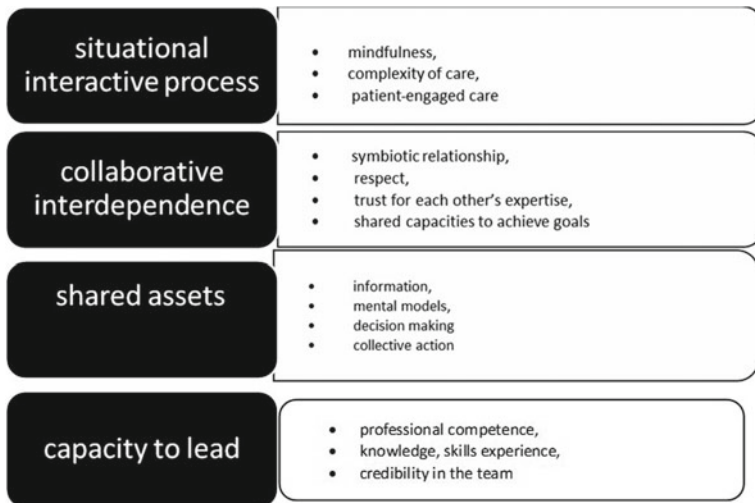 situational
interactive process
• mindfulness,
• complexity of care,
• patient-engaged care
collaborative
interdependence
• symbiotic relationship,
• respect,
• trust for each other's expertise,
• shared capacities to achieve goals
shared assets
• information,
• mental models,
• decision making
• collective action
capacity to lead
• professional competence,
• knowledge, skills experience,
• credibility in the team